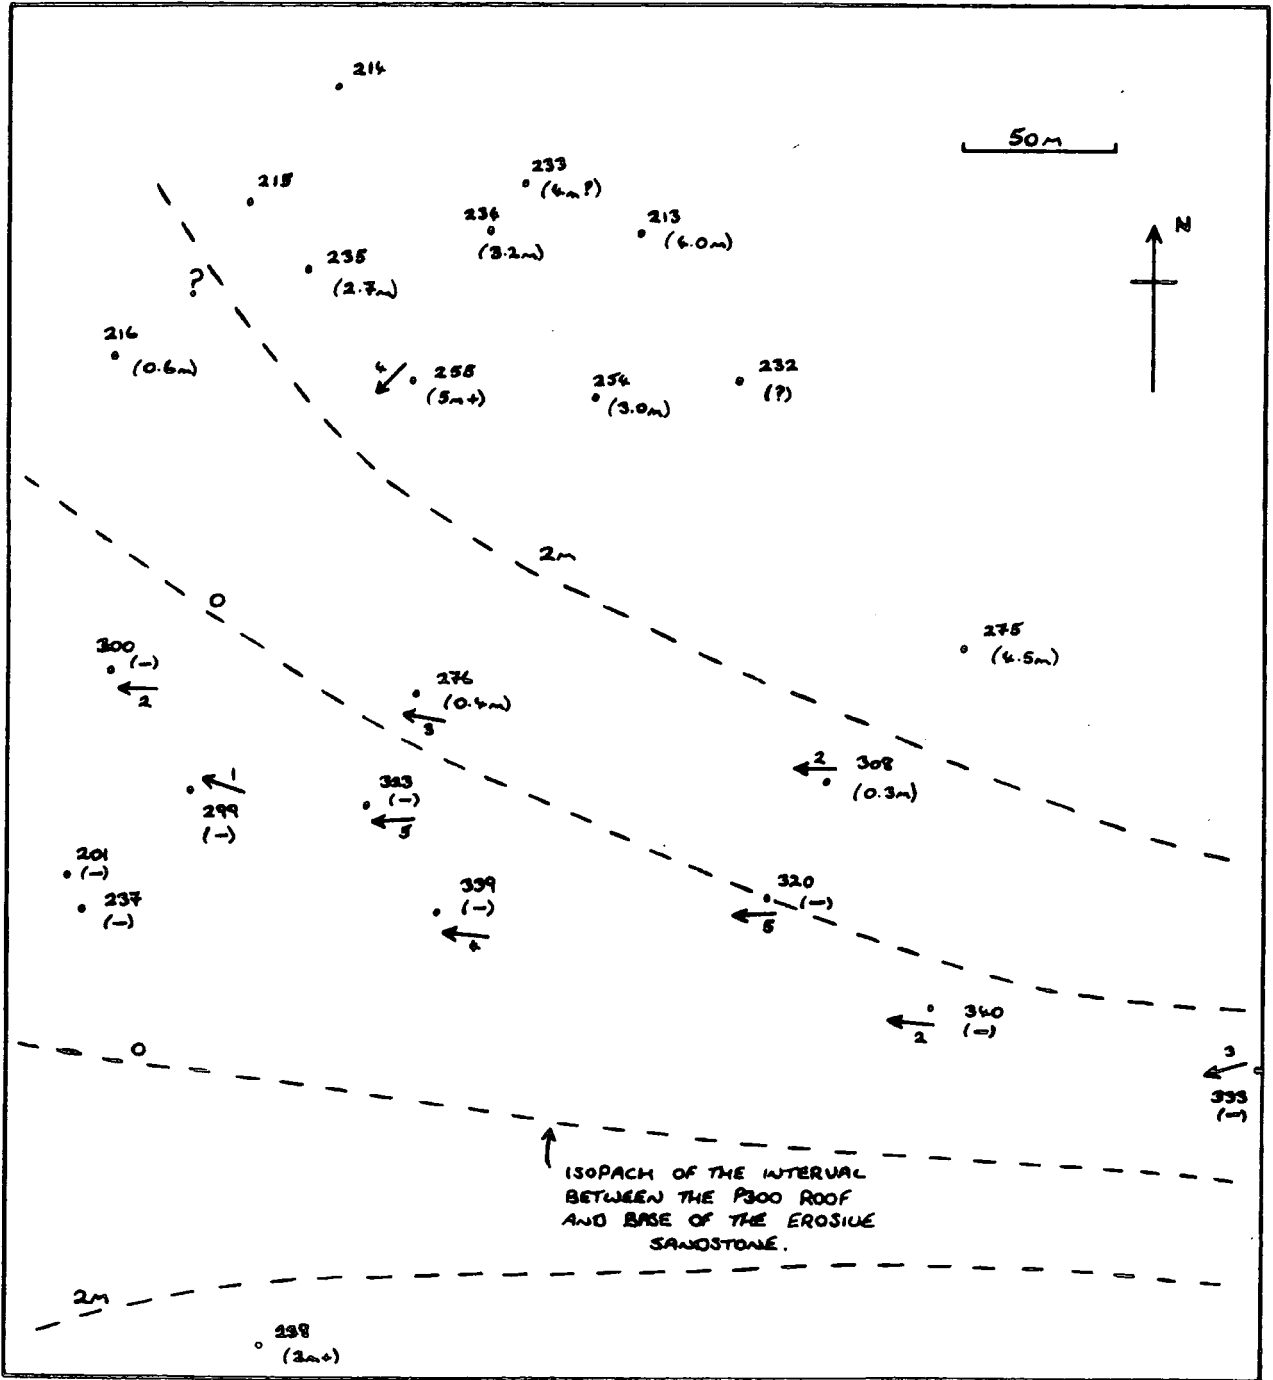 214
50m
215
233
(4m?)
234
(3.2m)
213
(4.0m)
N
235
(2.7m)
?
216
(0.6m)
4
255
(5m+)
254
(3.0m)
232
(?)
2m
0
300
(-)
2
275
(4.5m)
276
(0.4m)
3
2
308
(0.3m)
1
299
(-)
323
(-)
5
201
(-)
237
(-)
339
(-)
4
320
(-)
5
340
(-)
2
0
3
333
(-)
ISOPACH OF THE INTERVAL
BETWEEN THE P300 ROOF
AND BASE OF THE EROSIVE
SANDSTONE.
2m
238